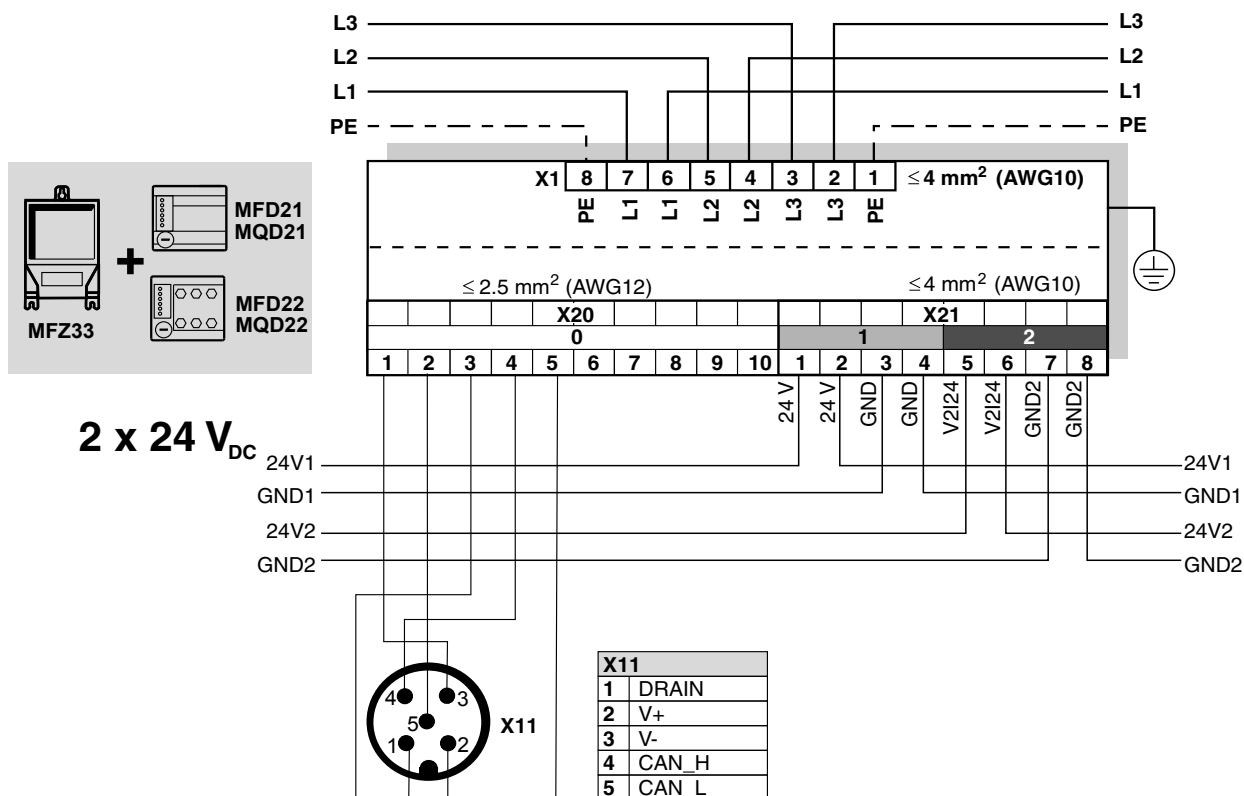 L3 L3
L2 L2
L1 L1
PE PE
X1 8 7 6 5 4 3 2 1 ≤ 4 mm² (AWG10)
PE L1 L1 L2 L2 L3 L3 PE
MFD21
MQD21
MFD22
MQD22
MFZ33
≤ 2.5 mm² (AWG12) ≤ 4 mm² (AWG10)
X20 X21
0 1 2
1 2 3 4 5 6 7 8 9 10 1 2 3 4 5 6 7 8
24 V 24 V GND GND V2I24 V2I24 GND2 GND2
2 x 24 VDC
24V1 24V1
GND1 GND1
24V2 24V2
GND2 GND2
4 3
5
1 2
X11
X11
1 DRAIN
2 V+
3 V-
4 CAN_H
5 CAN_L